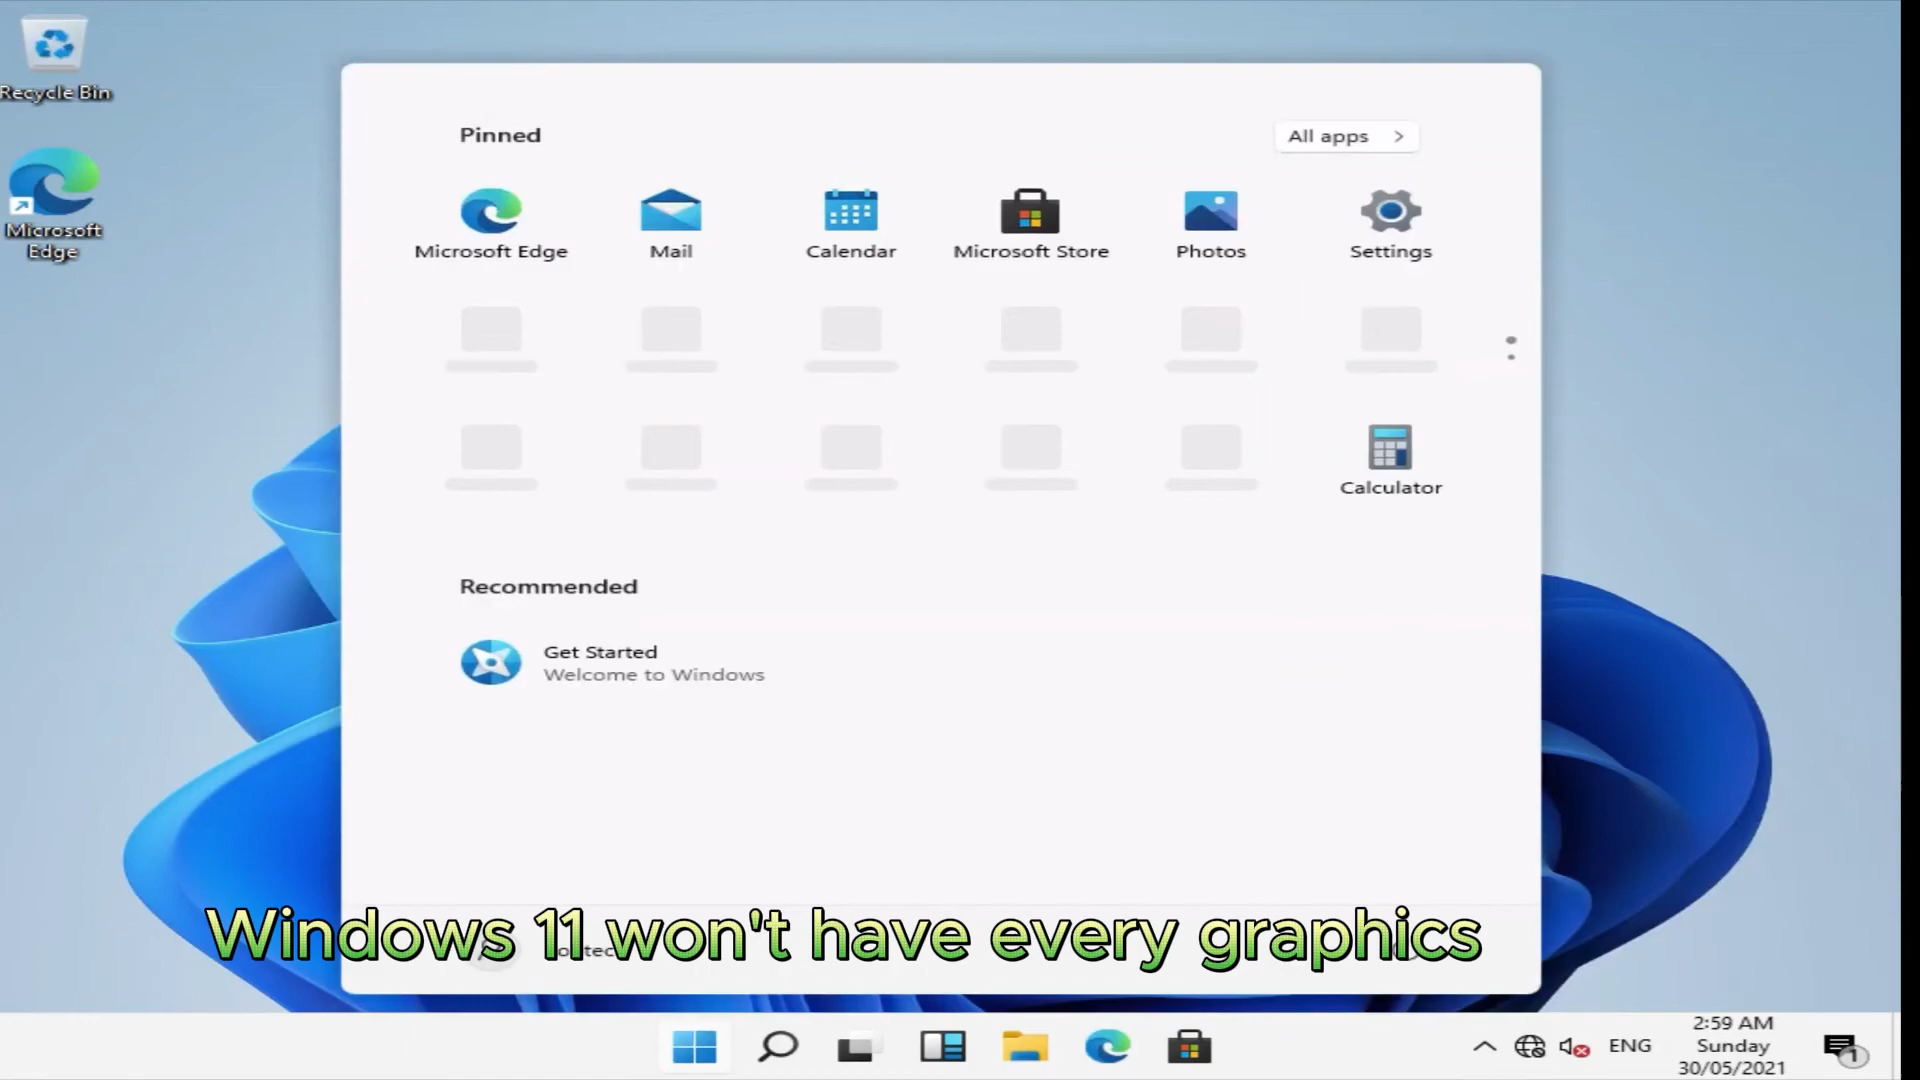 Recycle Bin
Microsoft
Edge
Pinned
All apps
Microsoft Edge
Mail
Calendar
Microsoft Store
Photos
Settings
Calculator
Recommended
Get Started
Welcome to Windows
Windows 11 won't have every graphics
ENG
2:59 AM
Sunday
30/05/2021
1